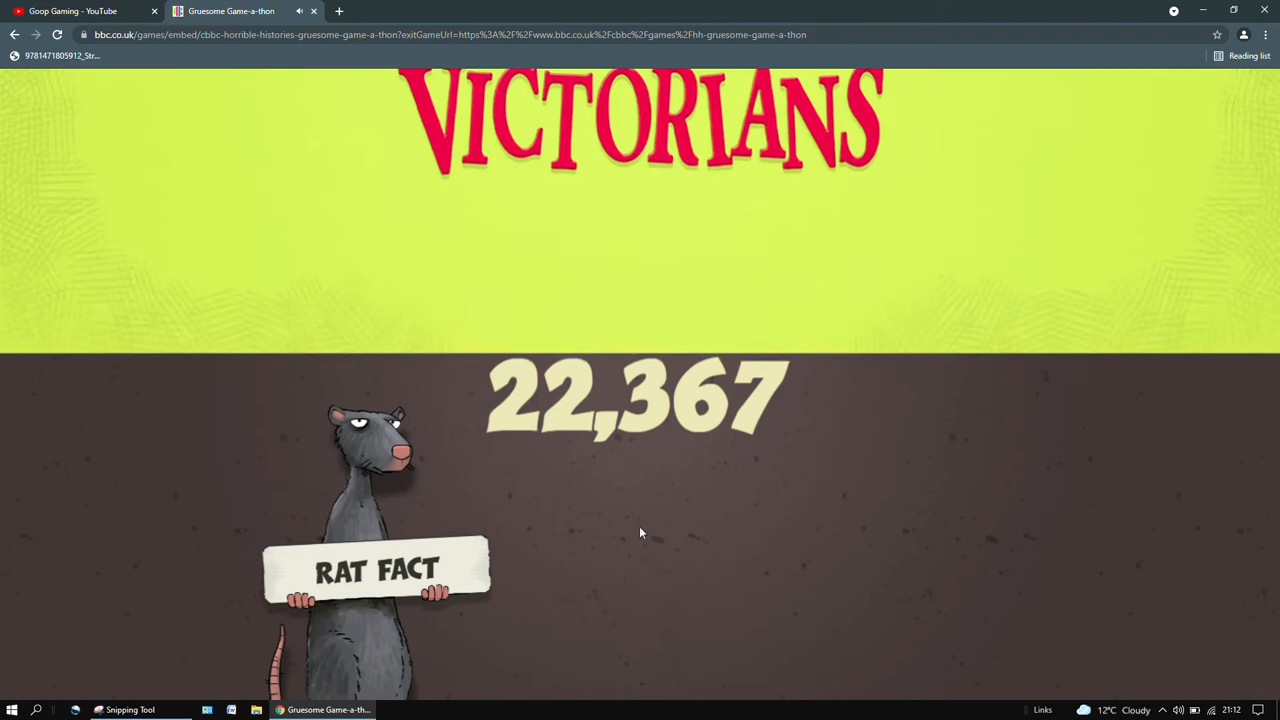 Goop Gaming - YouTube
Gruesome Game-a-thon
bbc.co.uk/games/embed/cbbc-horrible-histories-gruesome-game-a-thon?exitGameUrl=https%3A%2F%2Fwww.bbc.co.uk%2Fcbbc%2Fgames%2Fhh-gruesome-game-a-thon
9781471805912_Str...
Reading list
VICTORIANS
22,367
RAT FACT
Snipping Tool
Gruesome Game-a-th...
Links
12°C Cloudy
21:12